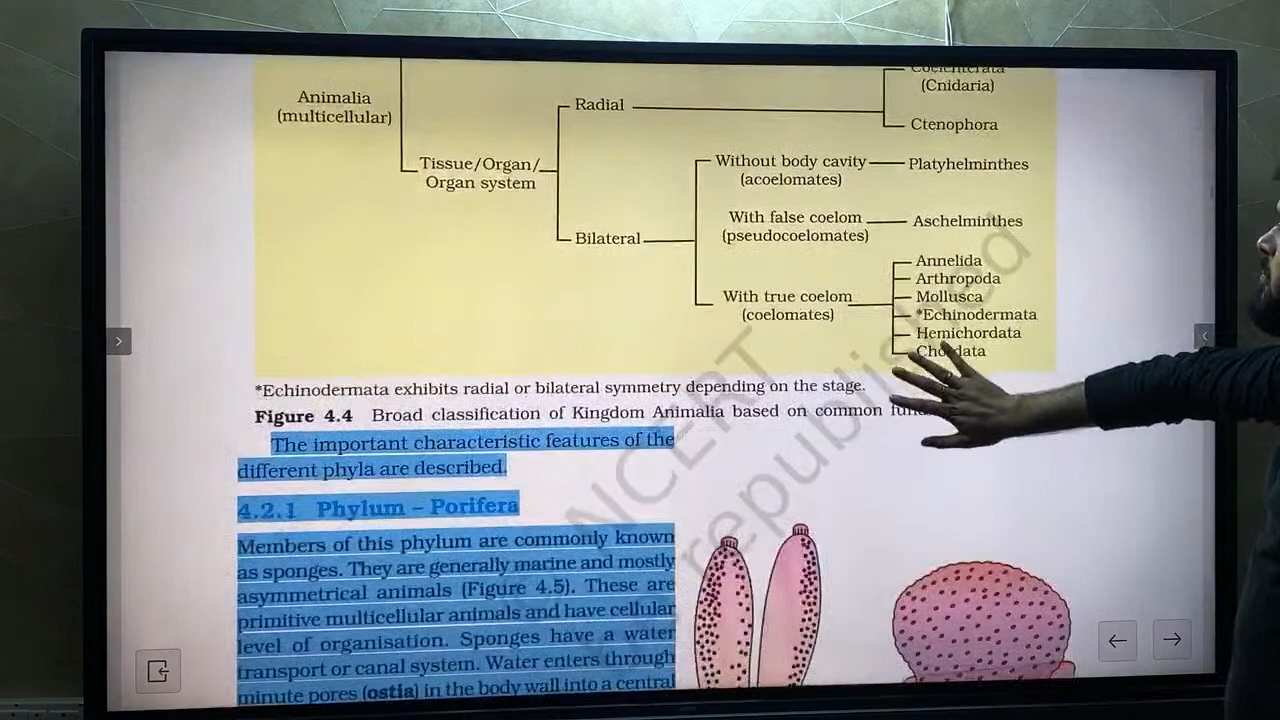 Coelenterata
(Cnidaria)
Animalia
(multicellular)
Radial
Ctenophora
Tissue/Organ/
Organ system
Without body cavity
(acoelomates)
Platyhelminthes
With false coelom
(pseudocoelomates)
Aschelminthes
Bilateral
With true coelom
(coelomates)
Annelida
Arthropoda
Mollusca
*Echinodermata
Hemichordata
Chordata
*Echinodermata exhibits radial or bilateral symmetry depending on the stage.
Figure 4.4 Broad classification of Kingdom Animalia based on common
The important characteristic features of the
different phyla are described.
4.2.1 Phylum – Porifera
Members of this phylum are commonly known
as sponges. They are generally marine and mostly
asymmetrical animals (Figure 4.5). These are
primitive multicellular animals and have cellular
level of organisation. Sponges have a water
transport or canal system. Water enters through
minute pores (ostia) in the body wall into a central
NCERT
republished